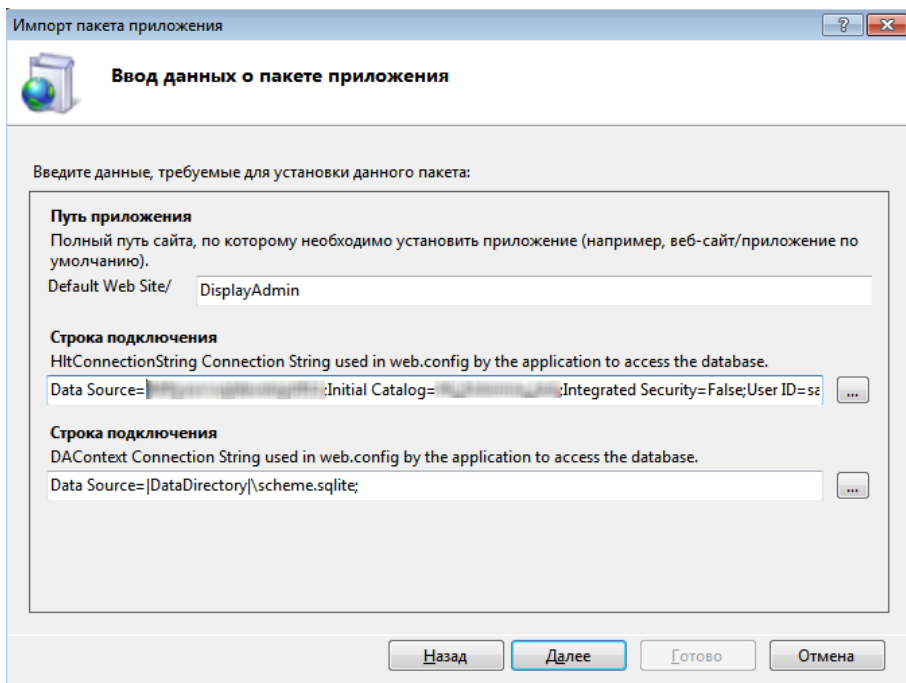 Импорт пакета приложения
Ввод данных о пакете приложения
Введите данные, требуемые для установки данного пакета:
Путь приложения
Полный путь сайта, по которому необходимо установить приложение (например, веб-сайт/приложение по
умолчанию).
Default Web Site/ DisplayAdmin
Строка подключения
HltConnectionString Connection String used in web.config by the application to access the database.
Data Source= ;Initial Catalog= ;Integrated Security=False;User ID=sa
...
Строка подключения
DAContext Connection String used in web.config by the application to access the database.
Data Source=|DataDirectory|\scheme.sqlite;
...
Назад Далее Готово Отмена